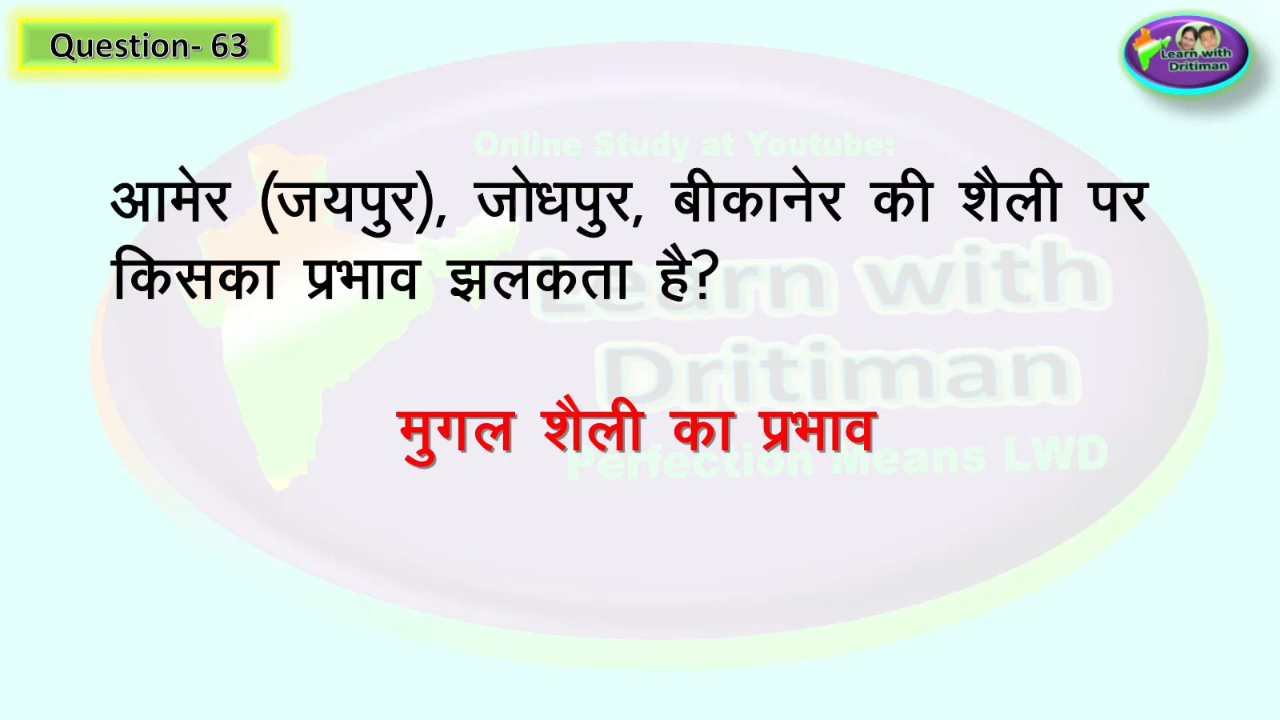 Question- 63
Learn with
Dritiman
Online Study at Youtube:
आमेर (जयपुर), जोधपुर, बीकानेर की शैली पर
किसका प्रभाव झलकता है?
Learn with
Dritiman
मुगल शैली का प्रभाव
Perfection Means LWD